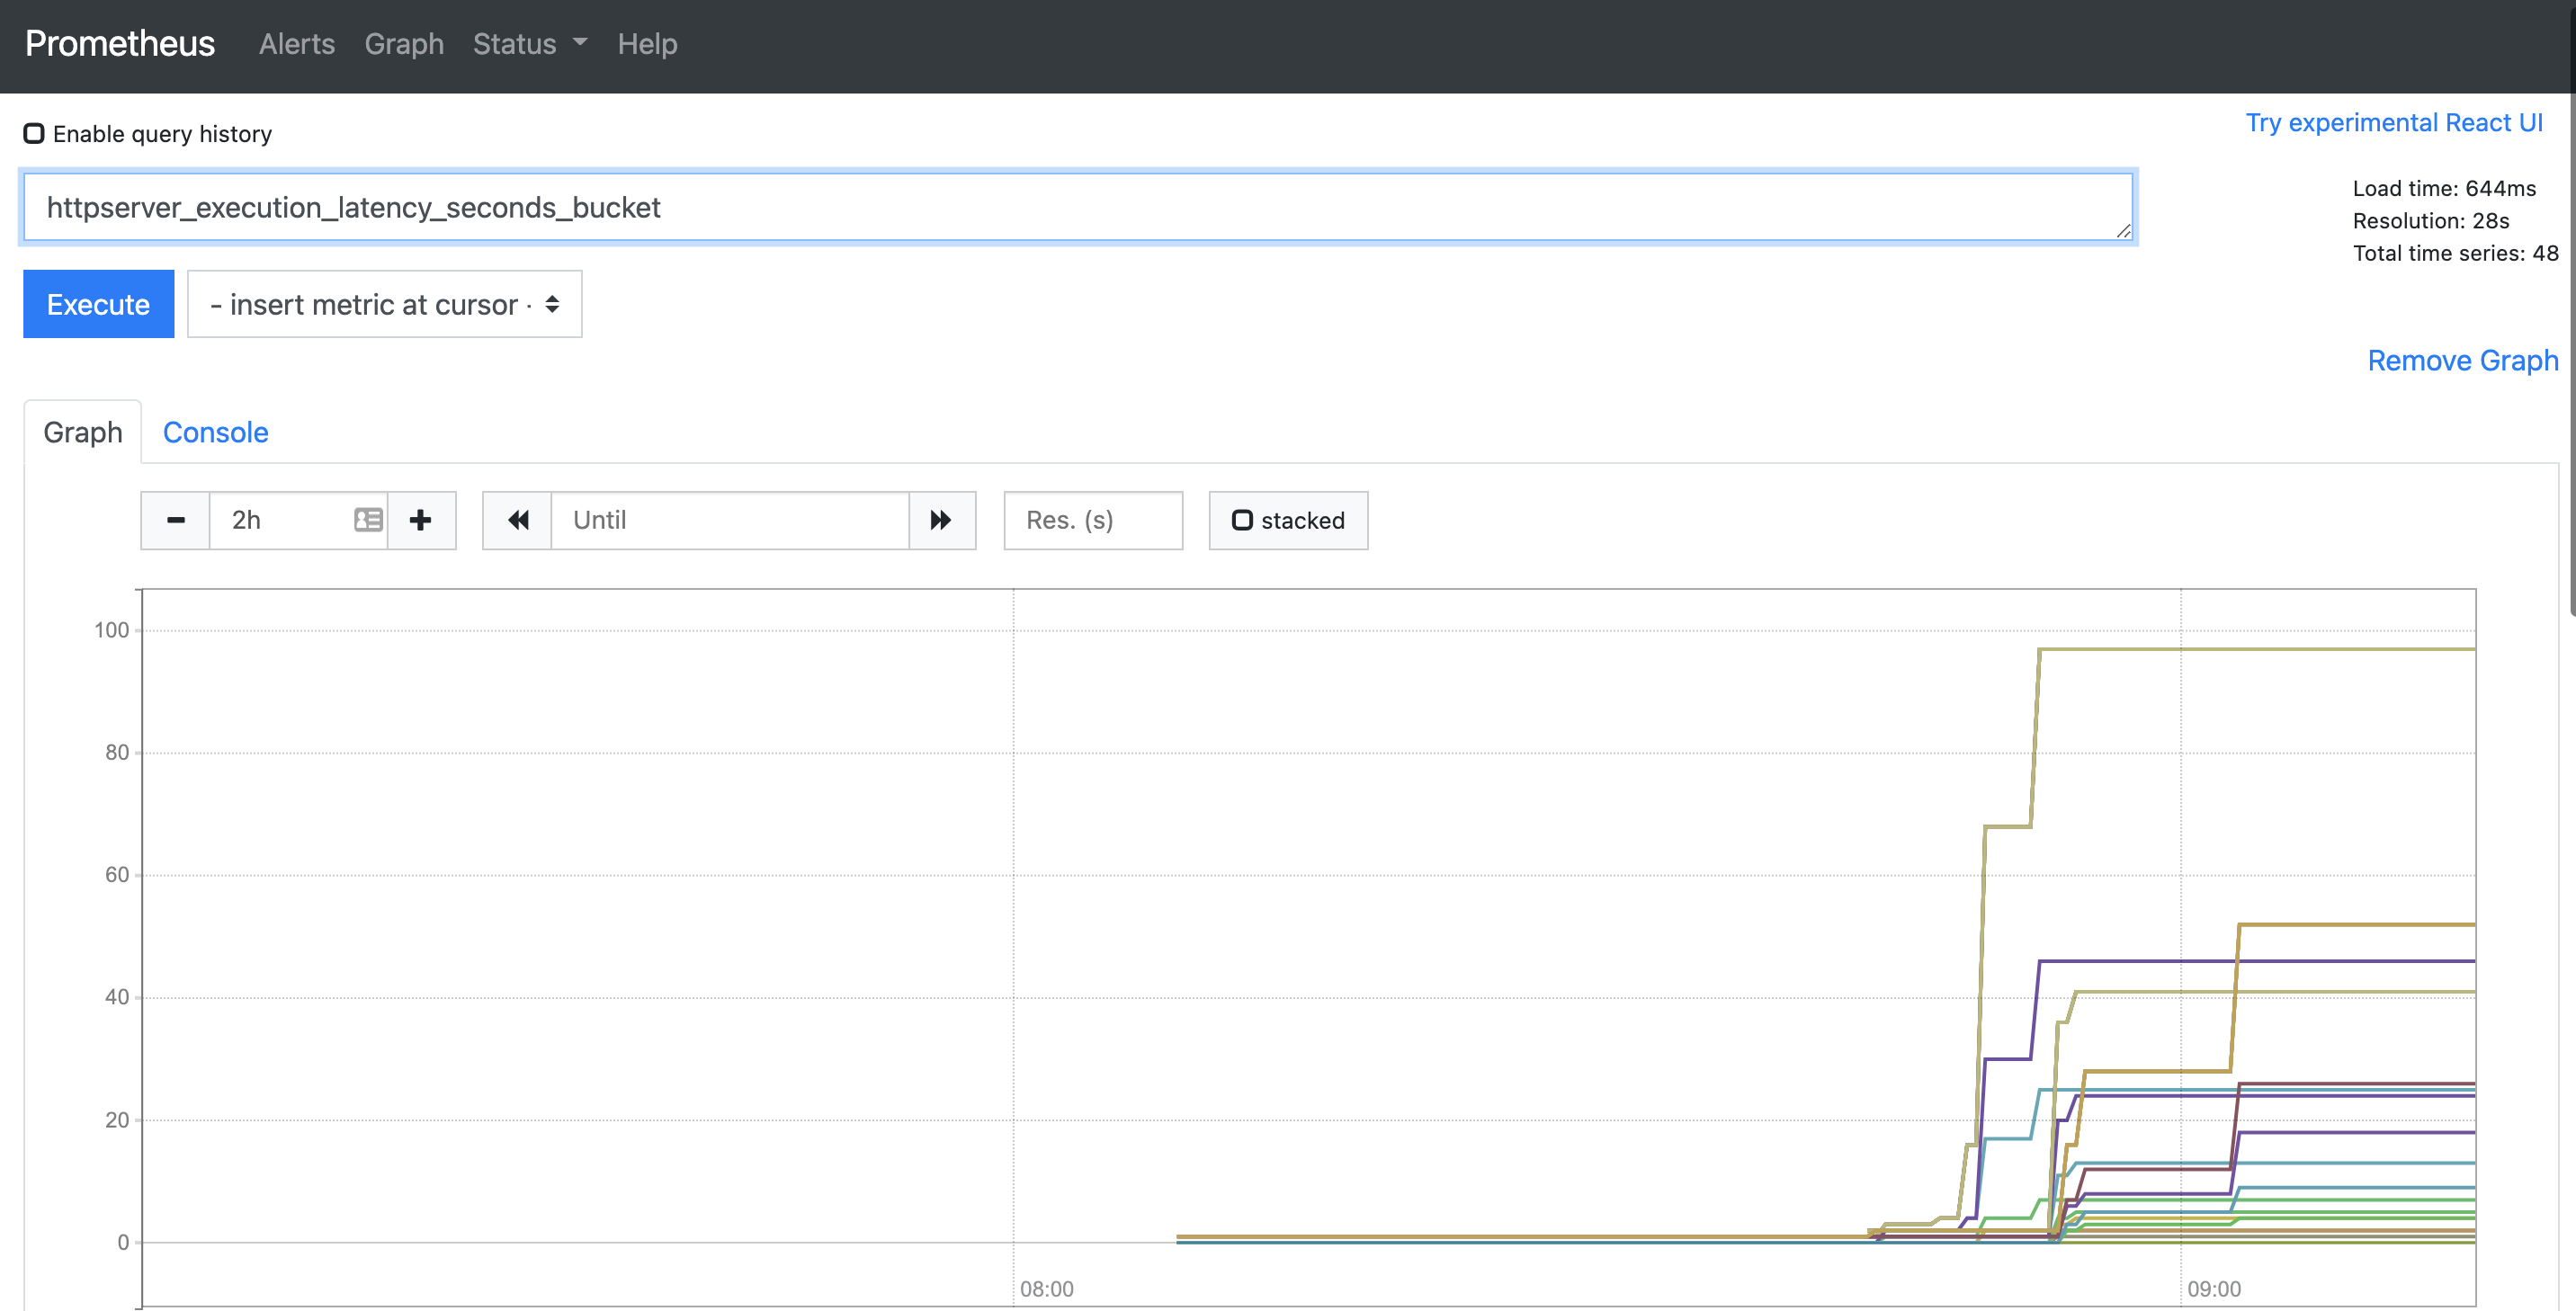 Prometheus Alerts Graph Status Help
Enable query history
Try experimental React UI
httpserver_execution_latency_seconds_bucket
Load time: 644ms
Resolution: 28s
Total time series: 48
Execute
- insert metric at cursor -
Remove Graph
Graph Console
2h Until Res. (s) stacked
100
80
60
40
20
0
08:00 09:00